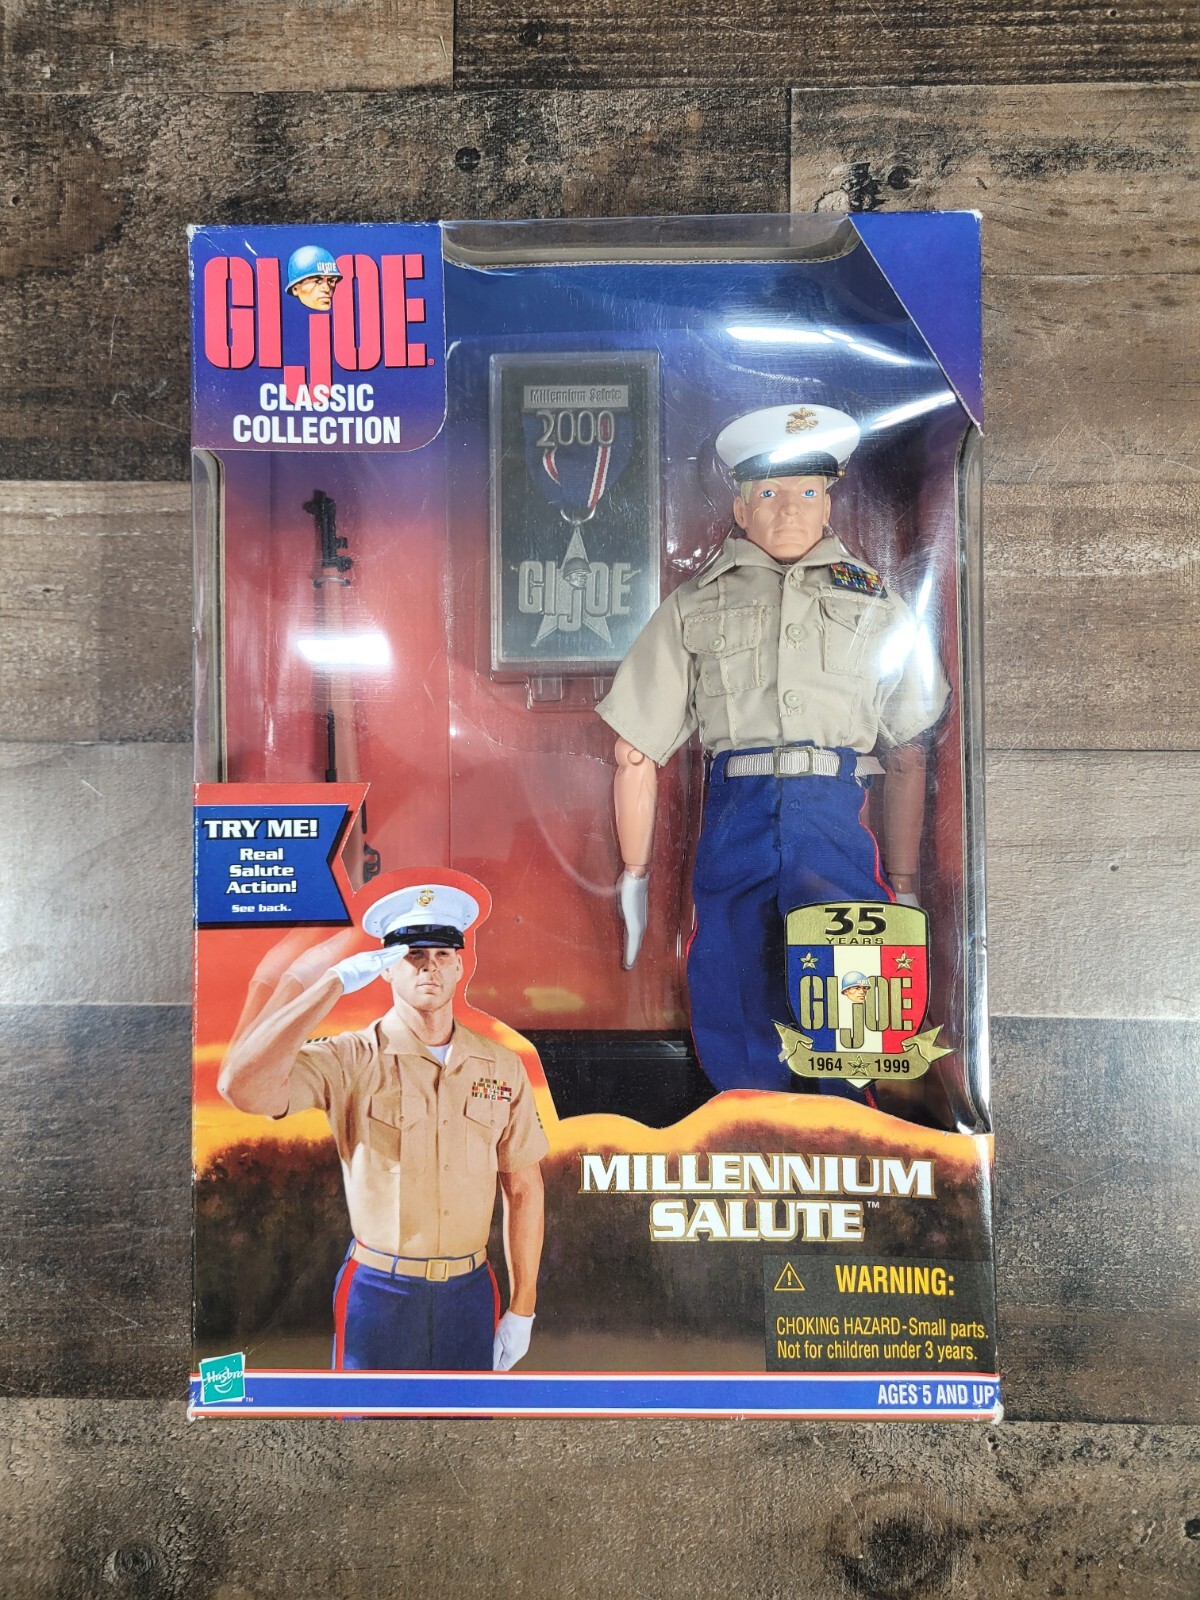 GI JOE®
CLASSIC
COLLECTION
Millennium Salute
2000
GI JOE
TRY ME!
Real
Salute
Action!
See back.
35
YEARS
GI JOE
1964 1999
MILLENNIUM
SALUTE™
WARNING:
CHOKING HAZARD-Small parts.
Not for children under 3 years.
Hasbro
™
AGES 5 AND UP